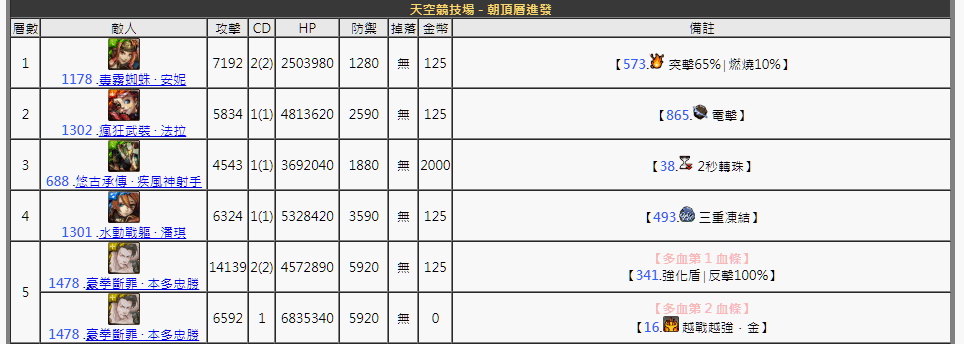 天空競技場 - 朝頂層進發
層數 敵人 攻擊 CD HP 防禦 掉落 金幣 備註
1 7192 2(2) 2503980 1280 無 125 【573. 突擊65%|燃燒10%】
1178 .毒霧蜘蛛 ‧ 安妮
2 5834 1(1) 4813620 2590 無 125 【865. 電擊】
1302 .瘋狂武裝 ‧ 法拉
3 4543 1(1) 3692040 1880 無 2000 【38. 2秒轉珠】
688 .悠古承傳 ‧ 疾風神射手
4 6324 1(1) 5328420 3590 無 125 【493. 三重凍結】
1301 .水動戰軀 ‧ 潘琪
5
【多血第 1 血條】
14139 2(2) 4572890 5920 無 125 【341.強化盾|反擊100%】
1478 .豪拳斷罪 ‧ 本多忠勝
【多血第 2 血條】
6592 1 6835340 5920 無 0 【16. 越戰越強 ‧ 金】
1478 .豪拳斷罪 ‧ 本多忠勝